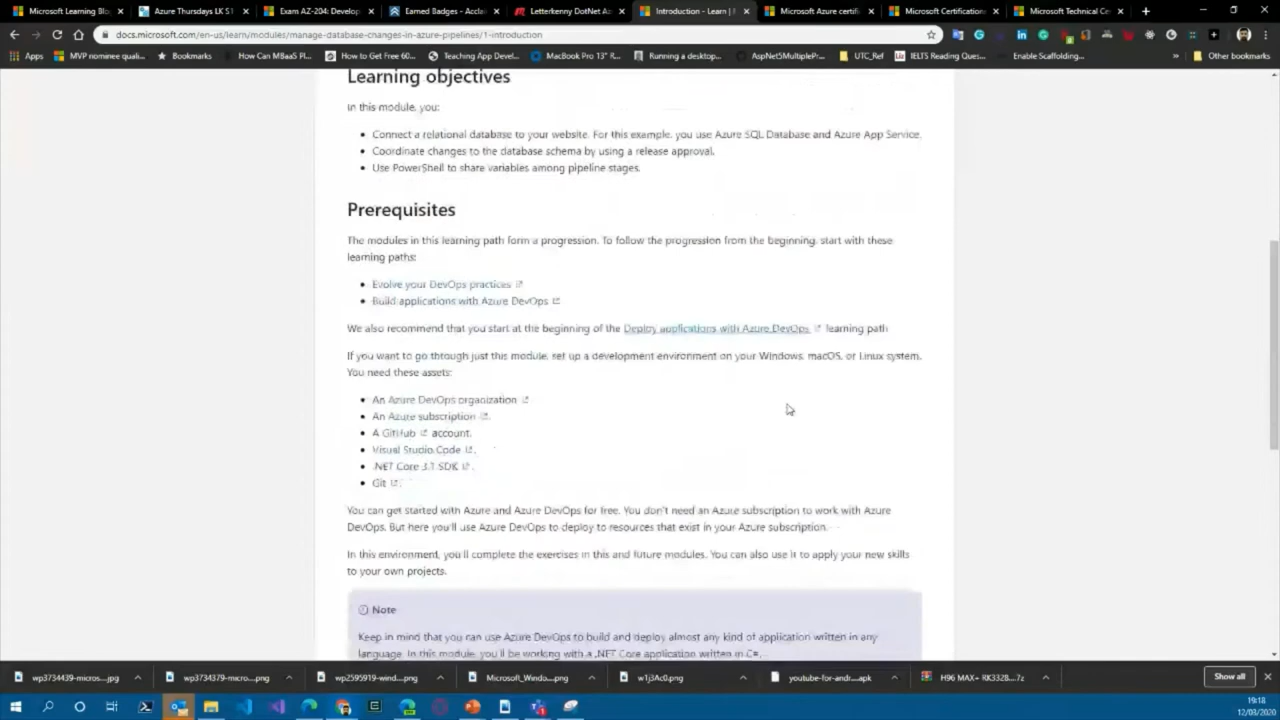 Microsoft Learning Blo
Azure Thursdays LK S1
Exam AZ-204: Develop
Earned Badges - Acclai
Letterkenny DotNet Az
Introduction - Learn |
Microsoft Azure certifi
Microsoft Certification
Microsoft Technical Ce
docs.microsoft.com/en-us/learn/modules/manage-database-changes-in-azure-pipelines/1-introduction
Apps
MVP nominee quali...
Bookmarks
How Can MBaaS Pl...
How to Get Free 60...
Teaching App Devel...
MacBook Pro 13" R...
Running a desktop...
AspNet5MultiplePr...
UTC_Ref
IELTS Reading Ques...
Enable Scaffolding...
»
Other bookmarks
Learning objectives
In this module, you:
Connect a relational database to your website. For this example, you use Azure SQL Database and Azure App Service.
Coordinate changes to the database schema by using a release approval.
Use PowerShell to share variables among pipeline stages.
Prerequisites
The modules in this learning path form a progression. To follow the progression from the beginning, start with these
learning paths:
Evolve your DevOps practices
Build applications with Azure DevOps
We also recommend that you start at the beginning of the Deploy applications with Azure DevOps learning path
If you want to go through just this module, set up a development environment on your Windows, macOS, or Linux system.
You need these assets:
An Azure DevOps organization
An Azure subscription
A GitHub account.
Visual Studio Code
.NET Core 3.1 SDK
Git
You can get started with Azure and Azure DevOps for free. You don't need an Azure subscription to work with Azure
DevOps. But here you'll use Azure DevOps to deploy to resources that exist in your Azure subscription.
In this environment, you'll complete the exercises in this and future modules. You can also use it to apply your new skills
to your own projects.
Note
Keep in mind that you can use Azure DevOps to build and deploy almost any kind of application written in any
language. In this module, you'll be working with a .NET Core application written in C#.
wp3734439-micros...jpg
wp3734379-micro...png
wp2595919-wind...png
Microsoft_Windo...png
w1j3Ac0.png
youtube-for-andr...apk
H96 MAX+ RK3328...7z
Show all
19:18
12/03/2020